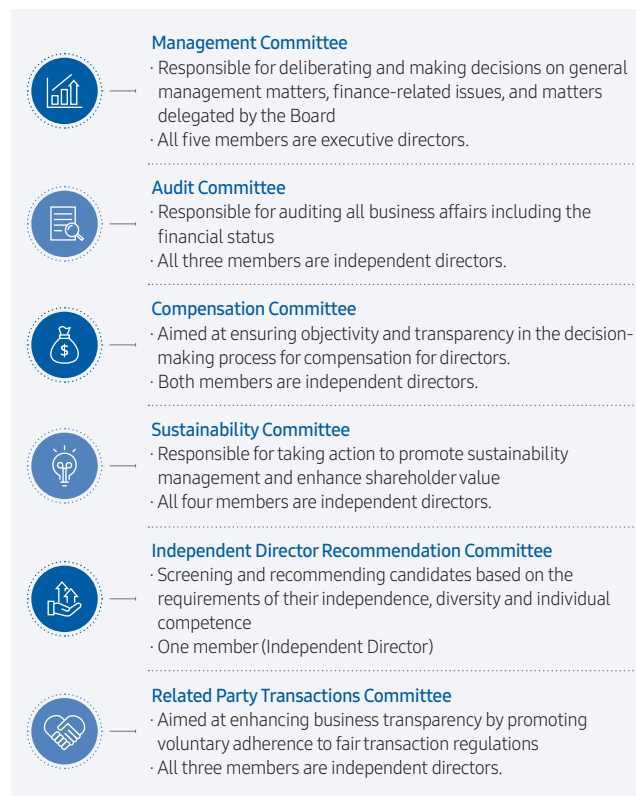 Management Committee
· Responsible for deliberating and making decisions on general
management matters, finance-related issues, and matters
delegated by the Board
· All five members are executive directors.
Audit Committee
· Responsible for auditing all business affairs including the
financial status
· All three members are independent directors.
Compensation Committee
· Aimed at ensuring objectivity and transparency in the decision-
making process for compensation for directors.
· Both members are independent directors.
$
Sustainability Committee
· Responsible for taking action to promote sustainability
management and enhance shareholder value
· All four members are independent directors.
Independent Director Recommendation Committee
· Screening and recommending candidates based on the
requirements of their independence, diversity and individual
competence
· One member (Independent Director)
Related Party Transactions Committee
· Aimed at enhancing business transparency by promoting
voluntary adherence to fair transaction regulations
· All three members are independent directors.